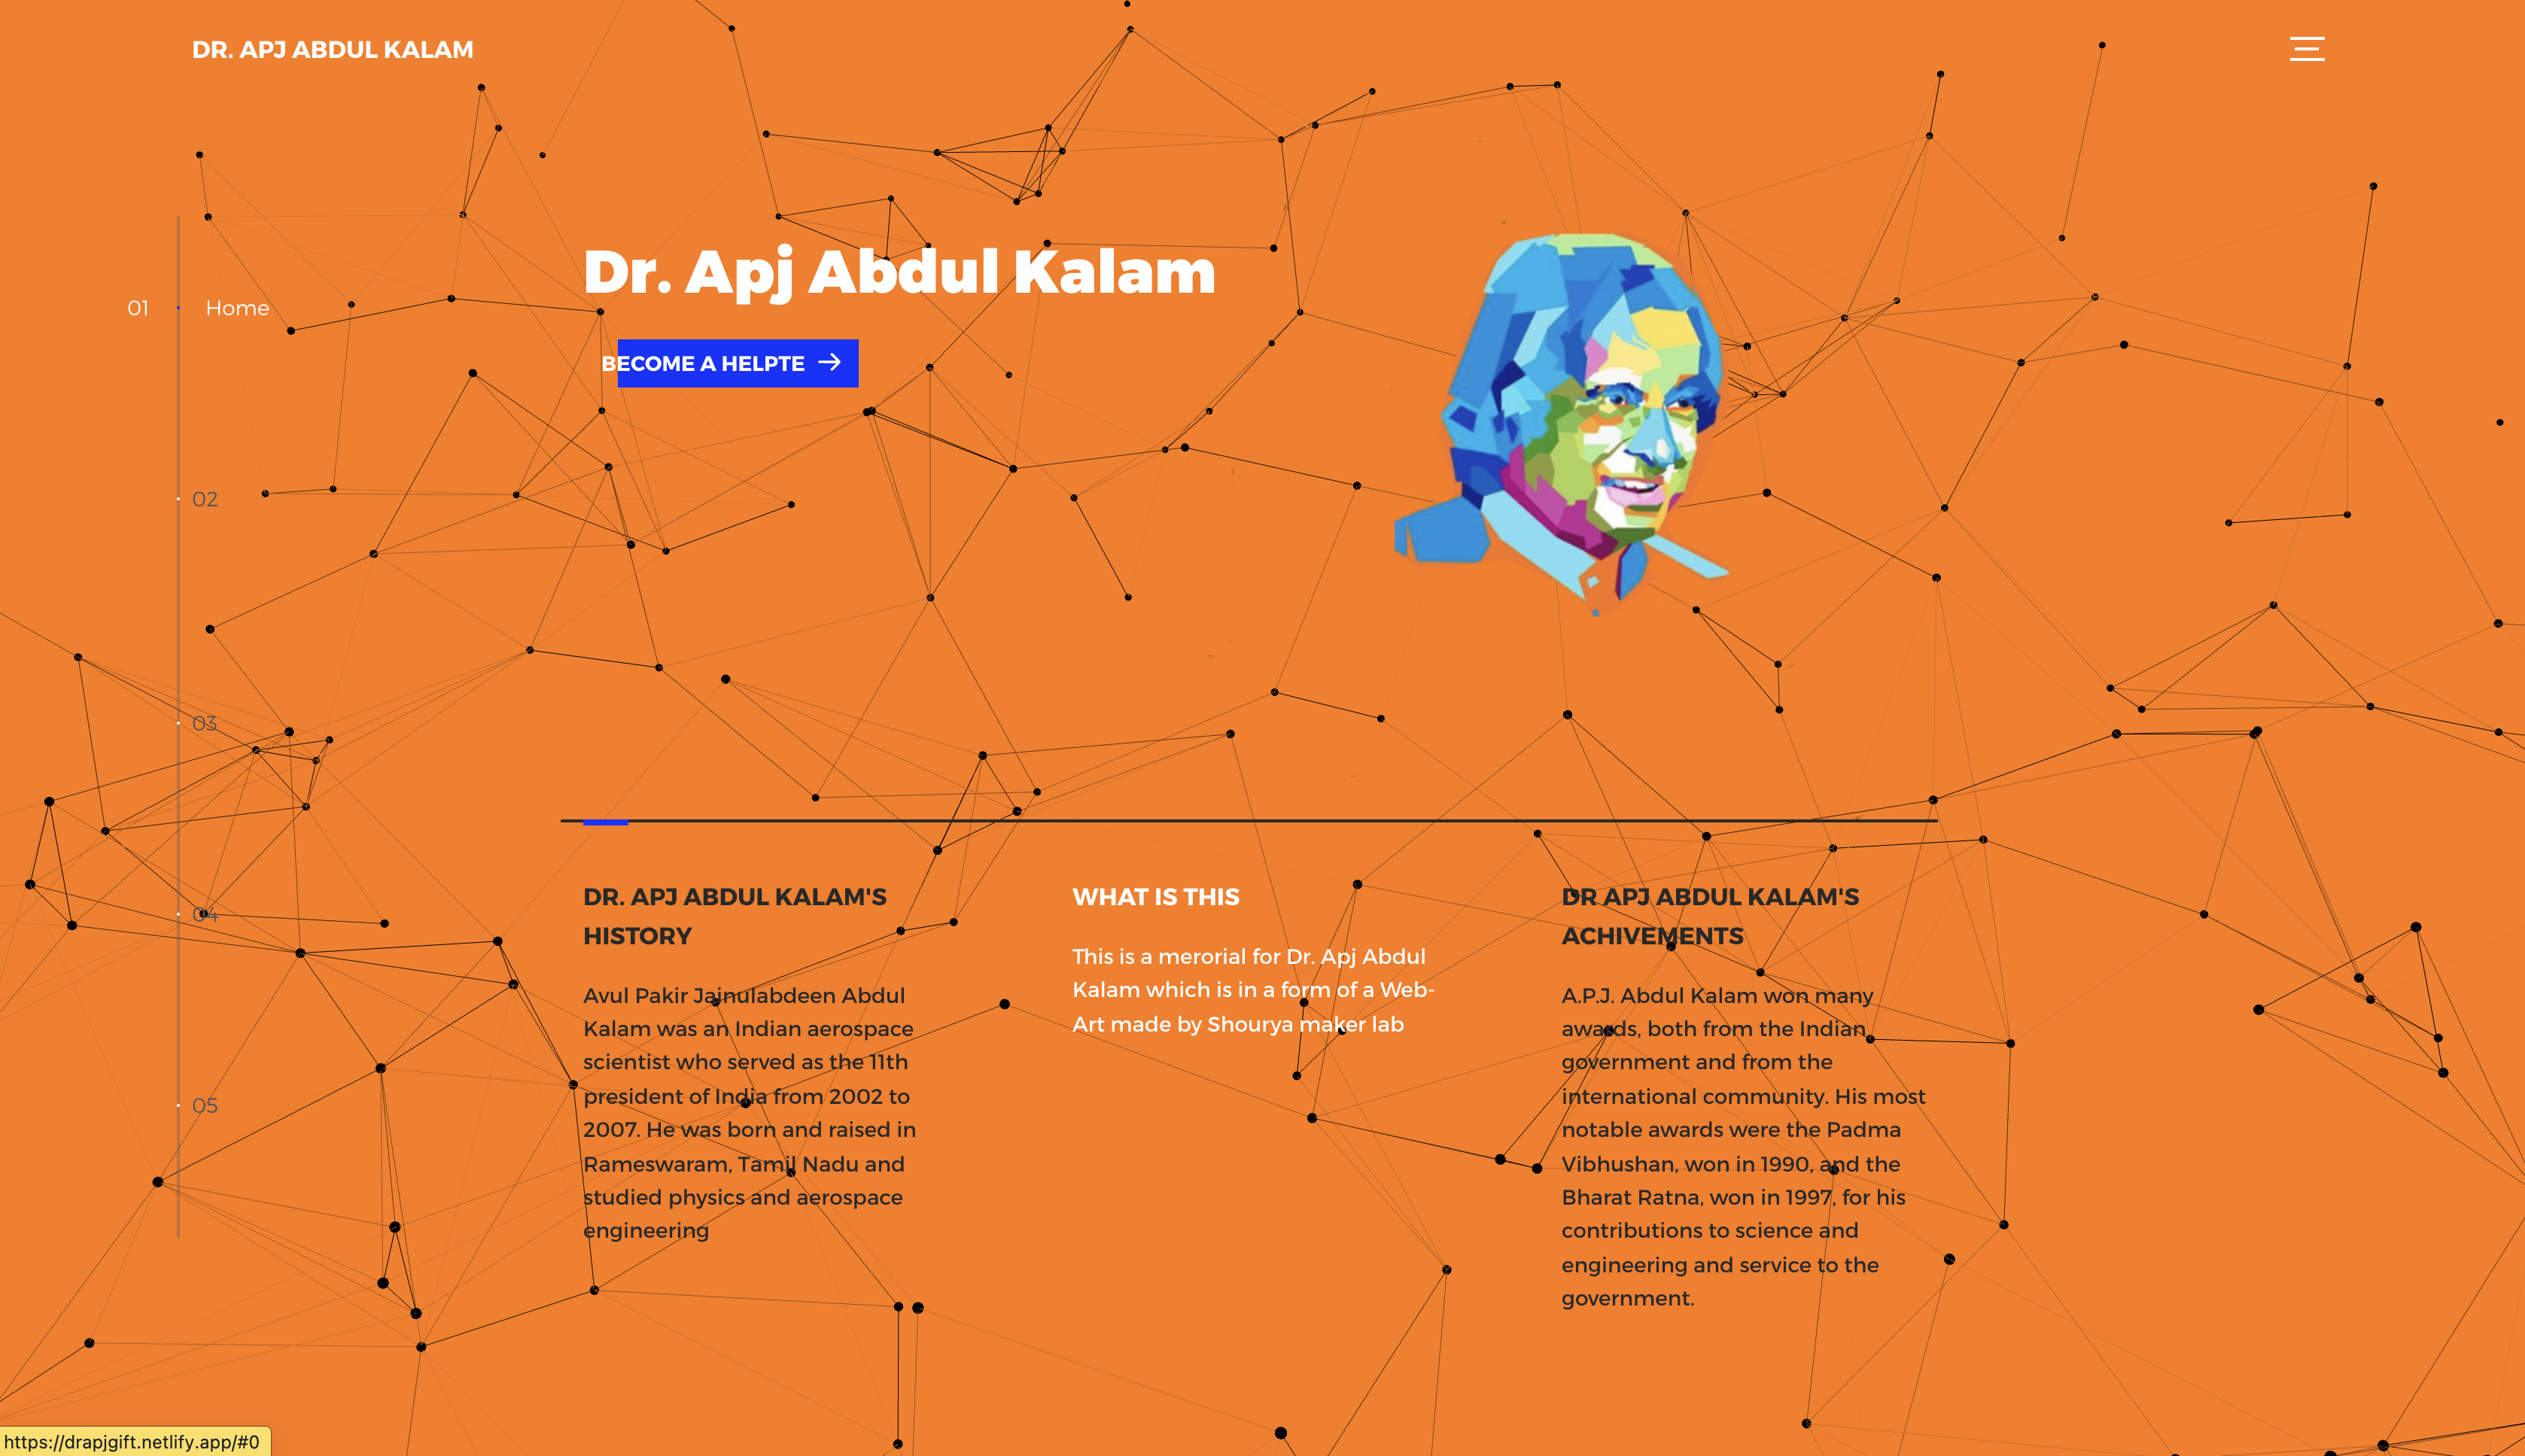 DR. APJ ABDUL KALAM
Dr. Apj Abdul Kalam
01 Home
BECOME A HELPTE
02
03
04
05
DR. APJ ABDUL KALAM'S
HISTORY
Avul Pakir Jainulabdeen Abdul
Kalam was an Indian aerospace
scientist who served as the 11th
president of India from 2002 to
2007. He was born and raised in
Rameswaram, Tamil Nadu and
studied physics and aerospace
engineering
WHAT IS THIS
This is a merorial for Dr. Apj Abdul
Kalam which is in a form of a Web-
Art made by Shourya maker lab
DR APJ ABDUL KALAM'S
ACHIVEMENTS
A.P.J. Abdul Kalam won many
awards, both from the Indian
government and from the
international community. His most
notable awards were the Padma
Vibhushan, won in 1990, and the
Bharat Ratna, won in 1997, for his
contributions to science and
engineering and service to the
government.
https://drapjgift.netlify.app/#0